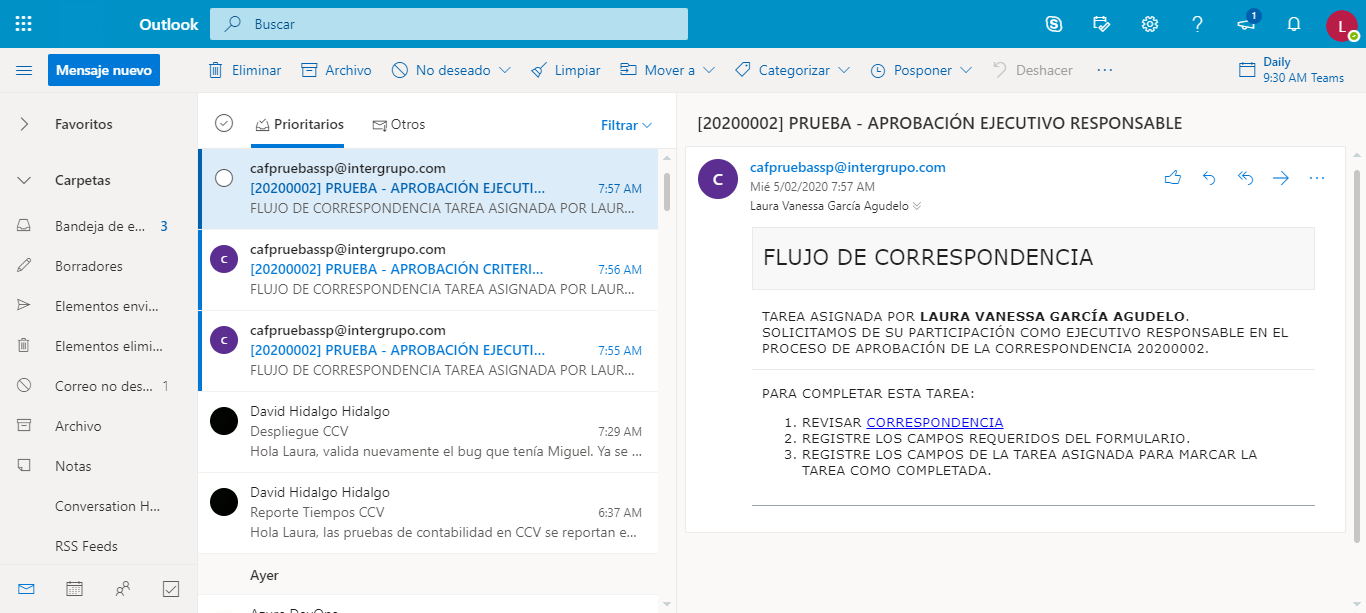 Outlook
Buscar
1
L
Mensaje nuevo
Eliminar
Archivo
No deseado
Limpiar
Mover a
Categorizar
Posponer
Deshacer
Daily
9:30 AM Teams
Favoritos
Carpetas
Bandeja de e... 3
Borradores
Elementos envi...
Elementos elimi...
Correo no des... 1
Archivo
Notas
Conversation H...
RSS Feeds
Prioritarios
Otros
Filtrar
cafpruebassp@intergrupo.com
[20200002] PRUEBA - APROBACIÓN EJECUTI... 7:57 AM
FLUJO DE CORRESPONDENCIA TAREA ASIGNADA POR LAUR...
C
cafpruebassp@intergrupo.com
[20200002] PRUEBA - APROBACIÓN CRITERI... 7:56 AM
FLUJO DE CORRESPONDENCIA TAREA ASIGNADA POR LAUR...
C
cafpruebassp@intergrupo.com
[20200002] PRUEBA - APROBACIÓN EJECUTI... 7:55 AM
FLUJO DE CORRESPONDENCIA TAREA ASIGNADA POR LAUR...
David Hidalgo Hidalgo
Despliegue CCV 7:29 AM
Hola Laura, valida nuevamente el bug que tenía Miguel. Ya se ...
David Hidalgo Hidalgo
Reporte Tiempos CCV 6:37 AM
Hola Laura, las pruebas de contabilidad en CCV se reportan e...
Ayer
Azure DevOps
[20200002] PRUEBA - APROBACIÓN EJECUTIVO RESPONSABLE
C
cafpruebassp@intergrupo.com
Mié 5/02/2020 7:57 AM
Laura Vanessa García Agudelo
FLUJO DE CORRESPONDENCIA
TAREA ASIGNADA POR LAURA VANESSA GARCÍA AGUDELO.
SOLICITAMOS DE SU PARTICIPACIÓN COMO EJECUTIVO RESPONSABLE EN EL
PROCESO DE APROBACIÓN DE LA CORRESPONDENCIA 20200002.
PARA COMPLETAR ESTA TAREA:
1. REVISAR CORRESPONDENCIA
2. REGISTRE LOS CAMPOS REQUERIDOS DEL FORMULARIO.
3. REGISTRE LOS CAMPOS DE LA TAREA ASIGNADA PARA MARCAR LA
TAREA COMO COMPLETADA.